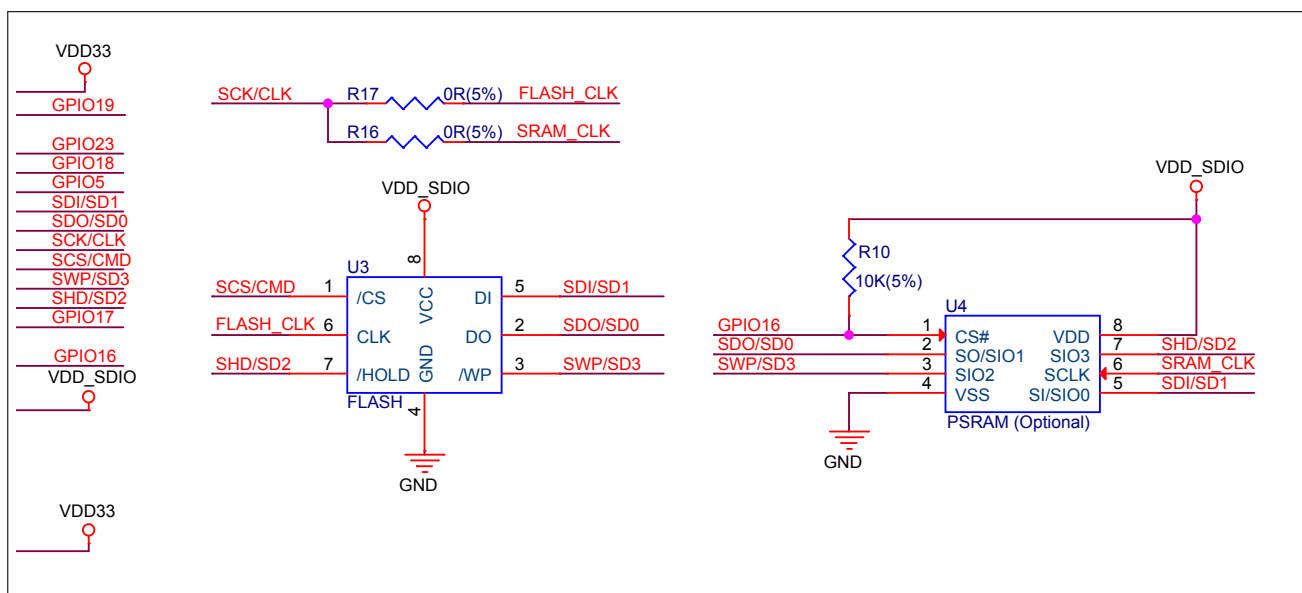 VDD33
GPIO19
GPIO23
GPIO18
GPIO5
SDI/SD1
SDO/SD0
SCK/CLK
SCS/CMD
SWP/SD3
SHD/SD2
GPIO17
GPIO16
VDD_SDIO
VDD33
SCK/CLK R17 0R(5%) FLASH_CLK
R16 0R(5%) SRAM_CLK
VDD_SDIO
8
U3
SCS/CMD 1 /CS VCC DI 5 SDI/SD1
FLASH_CLK 6 CLK DO 2 SDO/SD0
SHD/SD2 7 /HOLD GND /WP 3 SWP/SD3
FLASH 4
GND
VDD_SDIO
R10
10K(5%)
U4
GPIO16 1 CS# VDD 8
SDO/SD0 2 SO/SIO1 SIO3 7 SHD/SD2
SWP/SD3 3 SIO2 SCLK 6 SRAM_CLK
4 VSS SI/SIO0 5 SDI/SD1
PSRAM (Optional)
GND